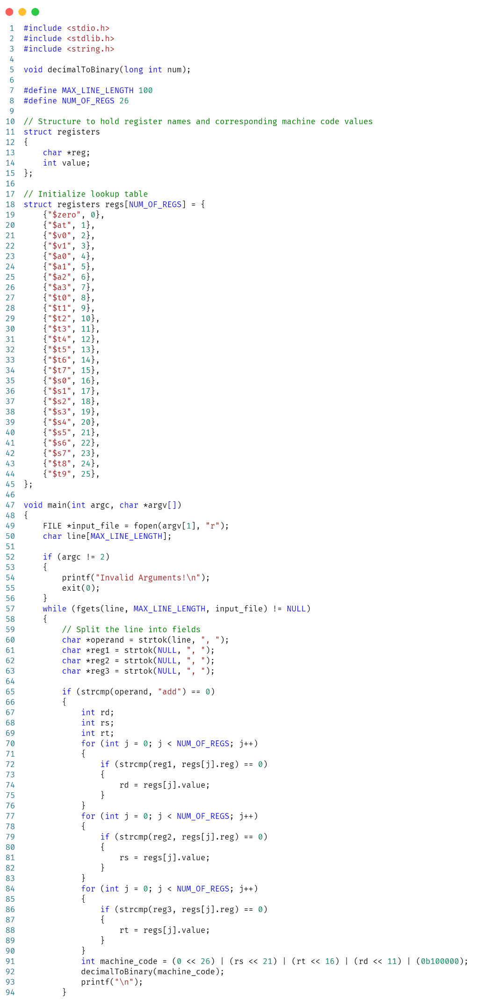 1 #include <stdio.h>
2 #include <stdlib.h>
3 #include <string.h>
4
5 void decimalToBinary(long int num);
6
7 #define MAX_LINE_LENGTH 100
8 #define NUM_OF_REGS 26
9
10 // Structure to hold register names and corresponding machine code values
11 struct registers
12 {
13     char *reg;
14     int value;
15 };
16
17 // Initialize lookup table
18 struct registers regs[NUM_OF_REGS] = {
19     {"$zero", 0},
20     {"$at", 1},
21     {"$v0", 2},
22     {"$v1", 3},
23     {"$a0", 4},
24     {"$a1", 5},
25     {"$a2", 6},
26     {"$a3", 7},
27     {"$t0", 8},
28     {"$t1", 9},
29     {"$t2", 10},
30     {"$t3", 11},
31     {"$t4", 12},
32     {"$t5", 13},
33     {"$t6", 14},
34     {"$t7", 15},
35     {"$s0", 16},
36     {"$s1", 17},
37     {"$s2", 18},
38     {"$s3", 19},
39     {"$s4", 20},
40     {"$s5", 21},
41     {"$s6", 22},
42     {"$s7", 23},
43     {"$t8", 24},
44     {"$t9", 25},
45 };
46
47 void main(int argc, char *argv[])
48 {
49     FILE *input_file = fopen(argv[1], "r");
50     char line[MAX_LINE_LENGTH];
51
52     if (argc != 2)
53     {
54         printf("Invalid Arguments!\n");
55         exit(0);
56     }
57     while (fgets(line, MAX_LINE_LENGTH, input_file) != NULL)
58     {
59         // Split the line into fields
60         char *operand = strtok(line, ", ");
61         char *reg1 = strtok(NULL, ", ");
62         char *reg2 = strtok(NULL, ", ");
63         char *reg3 = strtok(NULL, ", ");
64
65         if (strcmp(operand, "add") == 0)
66         {
67             int rd;
68             int rs;
69             int rt;
70             for (int j = 0; j < NUM_OF_REGS; j++)
71             {
72                 if (strcmp(reg1, regs[j].reg) == 0)
73                 {
74                     rd = regs[j].value;
75                 }
76             }
77             for (int j = 0; j < NUM_OF_REGS; j++)
78             {
79                 if (strcmp(reg2, regs[j].reg) == 0)
80                 {
81                     rs = regs[j].value;
82                 }
83             }
84             for (int j = 0; j < NUM_OF_REGS; j++)
85             {
86                 if (strcmp(reg3, regs[j].reg) == 0)
87                 {
88                     rt = regs[j].value;
89                 }
90             }
91             int machine_code = (0 << 26) | (rs << 21) | (rt << 16) | (rd << 11) | (0b100000);
92             decimalToBinary(machine_code);
93             printf("\n");
94         }